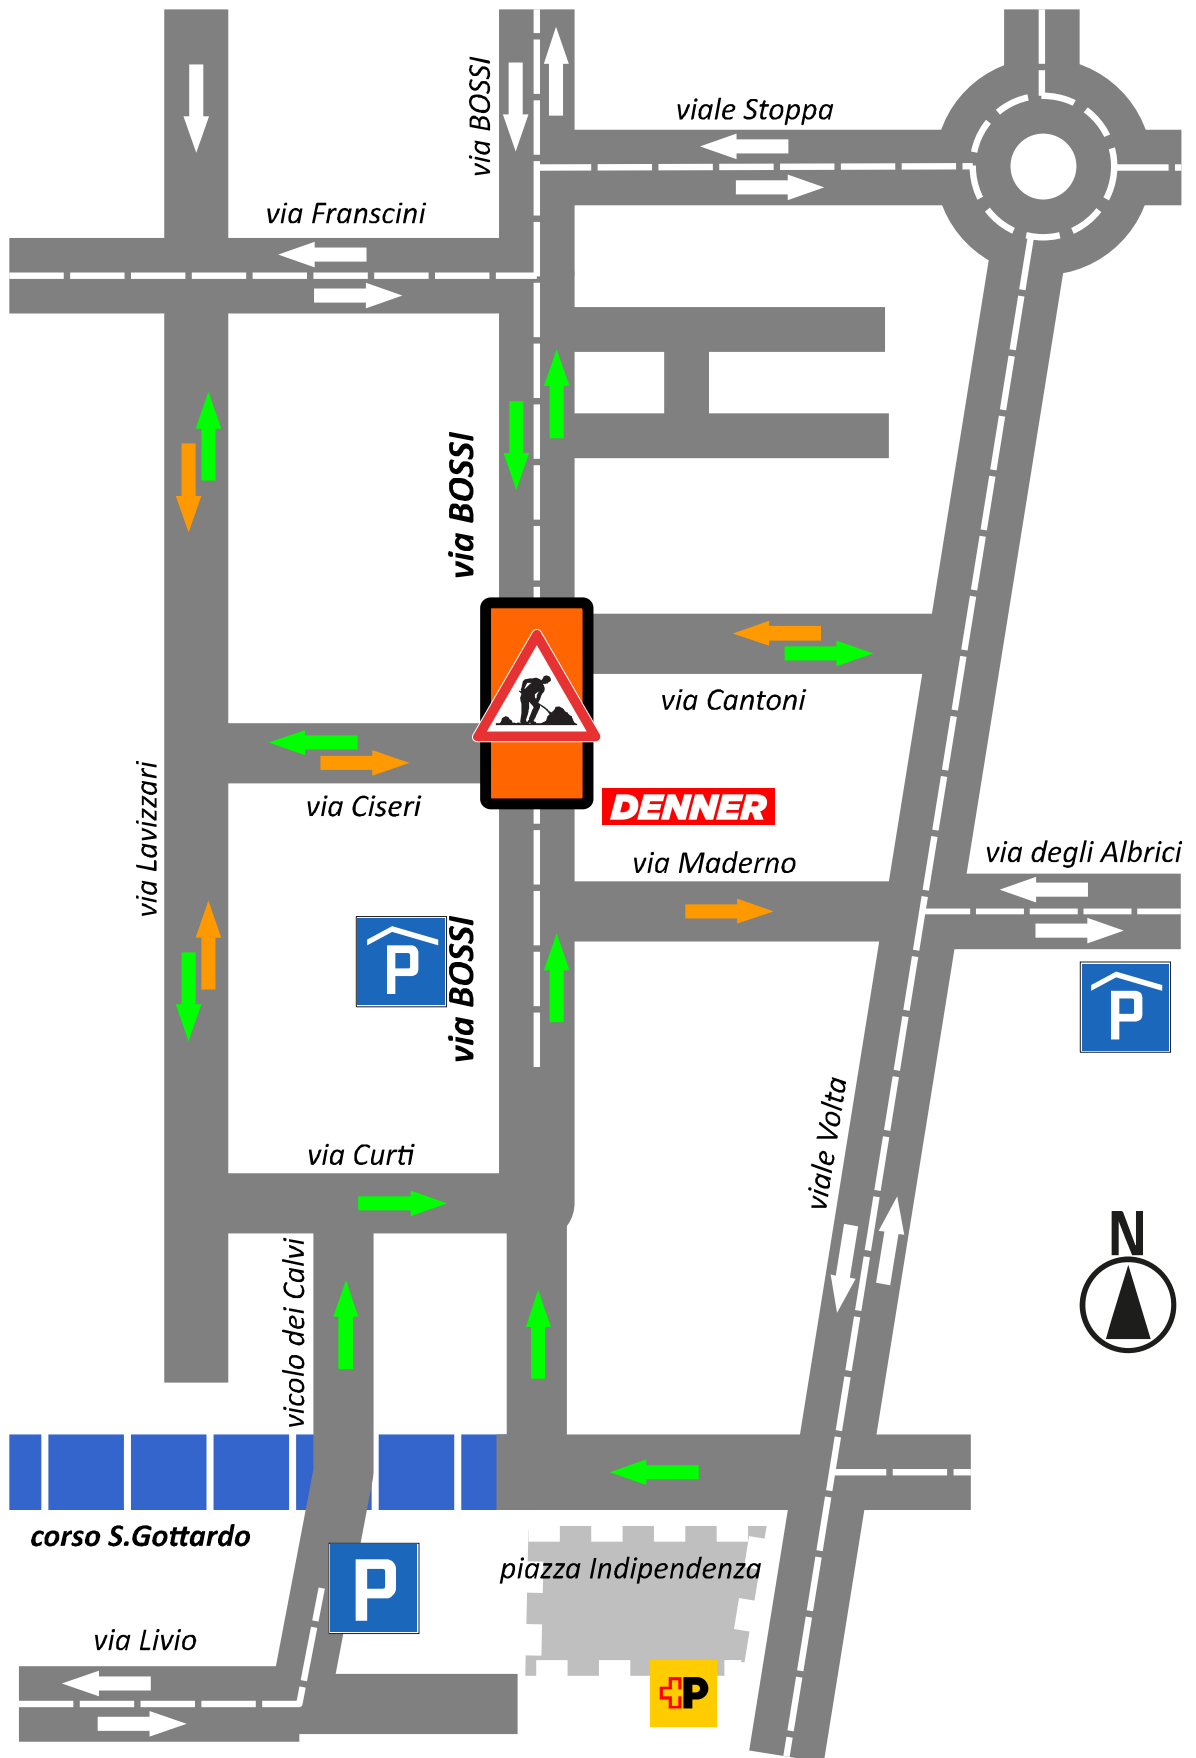 via BOSSI
viale Stoppa
via Franscini
via BOSSI
via Cantoni
via Lavizzari
via Ciseri
DENNER
via Maderno
via degli Albrici
P
via BOSSI
P
viale Volta
via Curti
N
vicolo dei Calvi
corso S.Gottardo
P
piazza Indipendenza
via Livio
P